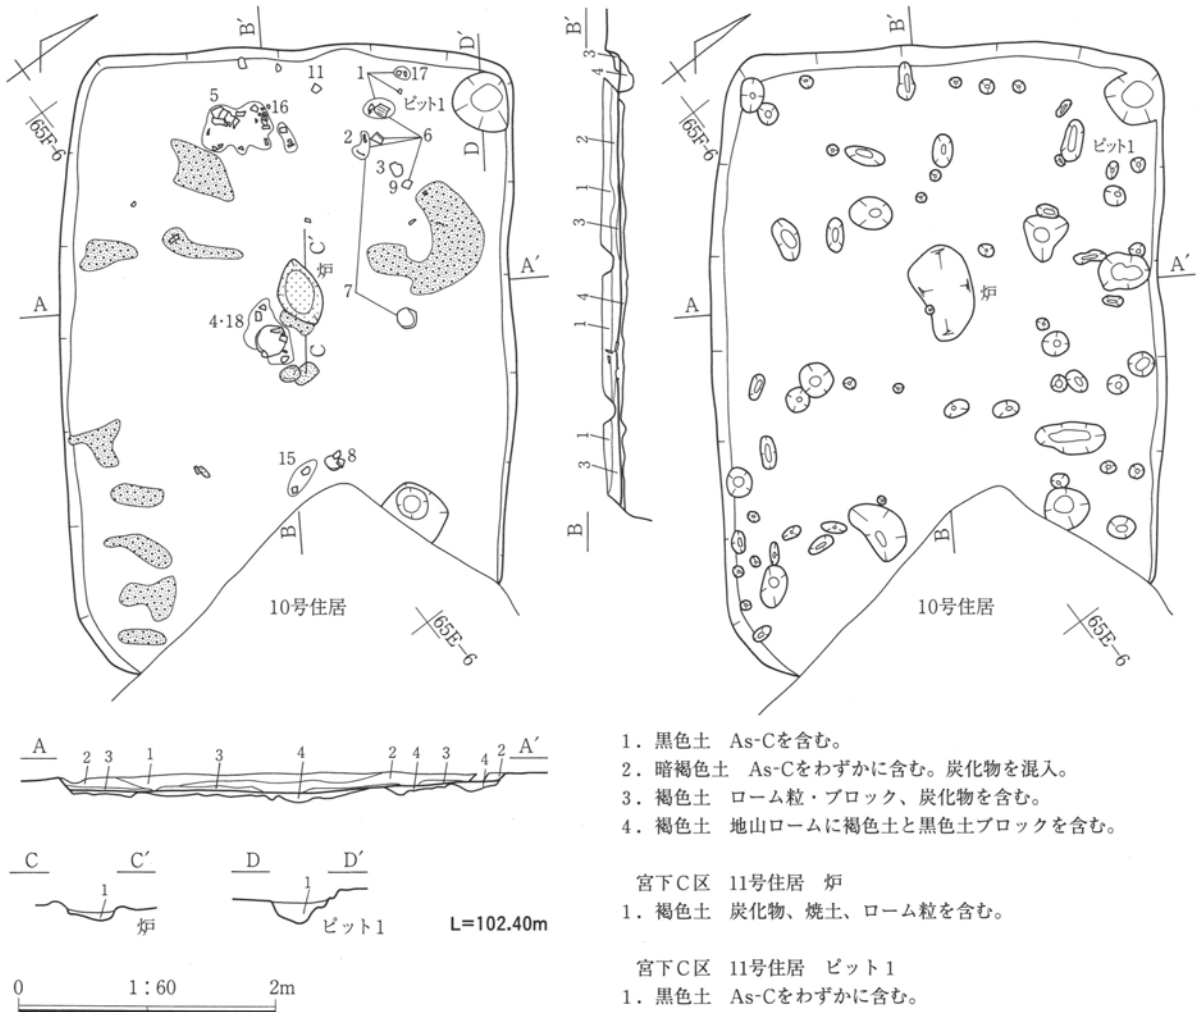 B′
D′
65F-6
5
16
11
1
17
ピット1
2
6
3
9
D
C′
炉
A
A′
7
4・18
C
15
8
B
10号住居
65E-6
B′
3
4
2
1
3
4
1
1
3
B
B′
65F-6
ピット1
A
A′
炉
B
10号住居
65E-6
A
2
3
1
3
4
2
4
3
4
2
A′
C
C′
1
炉
D
D′
1
ピット1
L=102.40m
0
1:60
2m
1. 黒色土 As-Cを含む。
2. 暗褐色土 As-Cをわずかに含む。炭化物を混入。
3. 褐色土 ローム粒・ブロック、炭化物を含む。
4. 褐色土 地山ロームに褐色土と黒色土ブロックを含む。
宮下C区 11号住居 炉
1. 褐色土 炭化物、焼土、ローム粒を含む。
宮下C区 11号住居 ピット1
1. 黒色土 As-Cをわずかに含む。